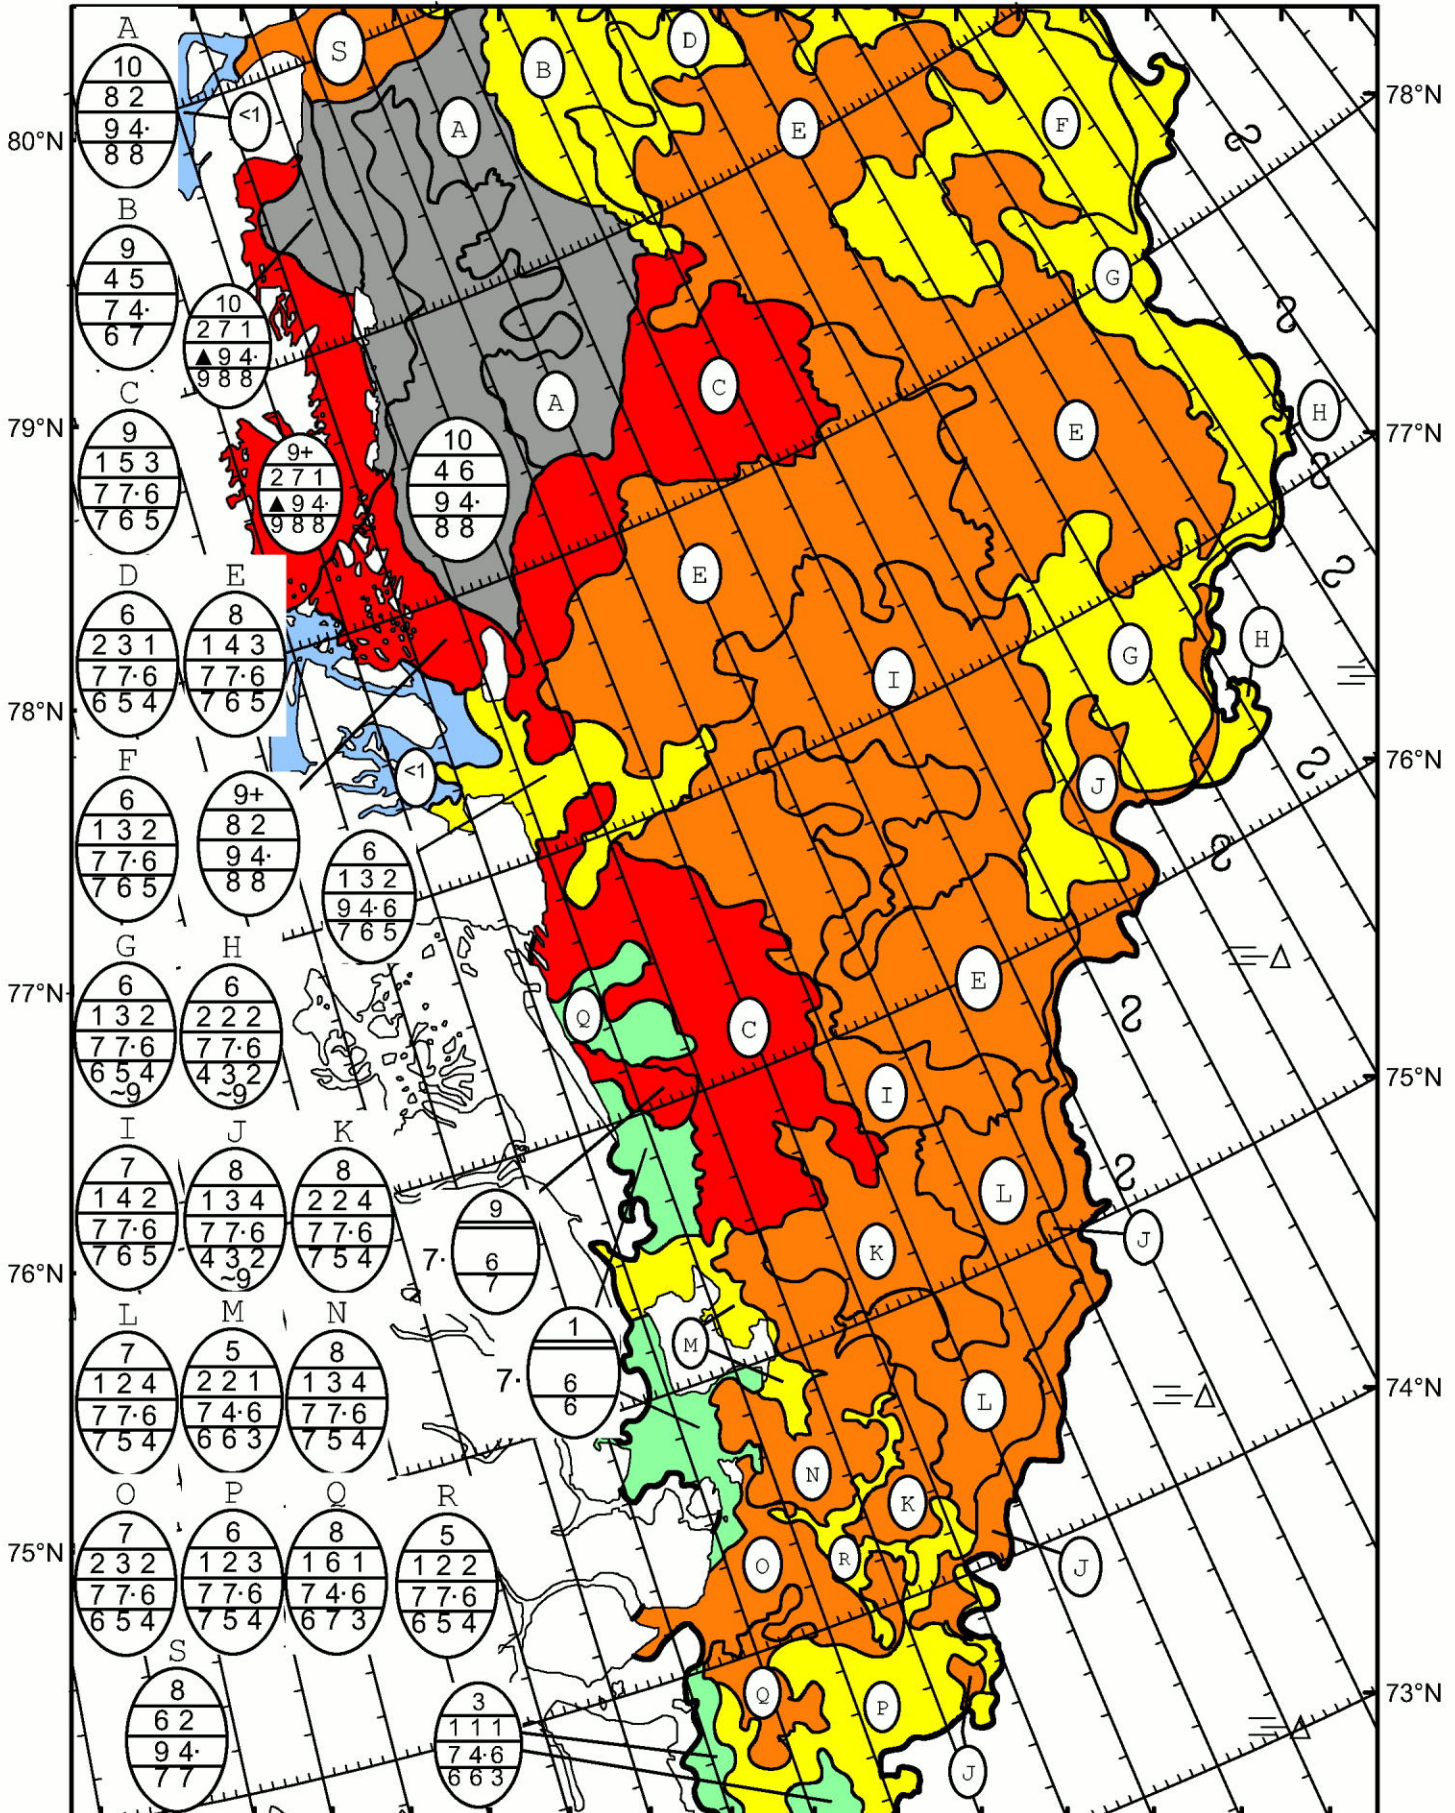 A
10
8 2
9 4·
8 8
B
9
4 5
7 4·
6 7
C
9
1 5 3
7 7·6
7 6 5
D
6
2 3 1
7 7·6
6 5 4
E
8
1 4 3
7 7·6
7 6 5
F
6
1 3 2
7 7·6
7 6 5
9+
8 2
9 4·
8 8
6
1 3 2
9 4·6
7 6 5
G
6
1 3 2
7 7·6
6 5 4
~9
H
6
2 2 2
7 7·6
4 3 2
~9
I
7
1 4 2
7 7·6
7 6 5
J
8
1 3 4
7 7·6
4 3 2
~9
K
8
2 2 4
7 7·6
7 5 4
L
7
1 2 4
7 7·6
7 5 4
M
5
2 2 1
7 4·6
6 6 3
N
8
1 3 4
7 7·6
7 5 4
O
7
2 3 2
7 7·6
6 5 4
P
6
1 2 3
7 7·6
7 5 4
Q
8
1 6 1
7 4·6
6 7 3
R
5
1 2 2
7 7·6
6 5 4
S
8
6 2
9 4·
7 7
3
1 1 1
7 4·6
6 6 3
10
2 7 1
▲9 4·
9 8 8
9+
2 7 1
▲9 4·
9 8 8
10
4 6
9 4·
8 8
9
7· 6
7
1
7· 6
6
<1
<1
S
A
B
D
E
F
G
H
A
C
E
E
G
H
I
J
E
Q
C
I
L
J
K
M
L
N
K
O
R
J
Q
P
J
80°N
79°N
78°N
77°N
76°N
75°N
78°N
77°N
76°N
75°N
74°N
73°N